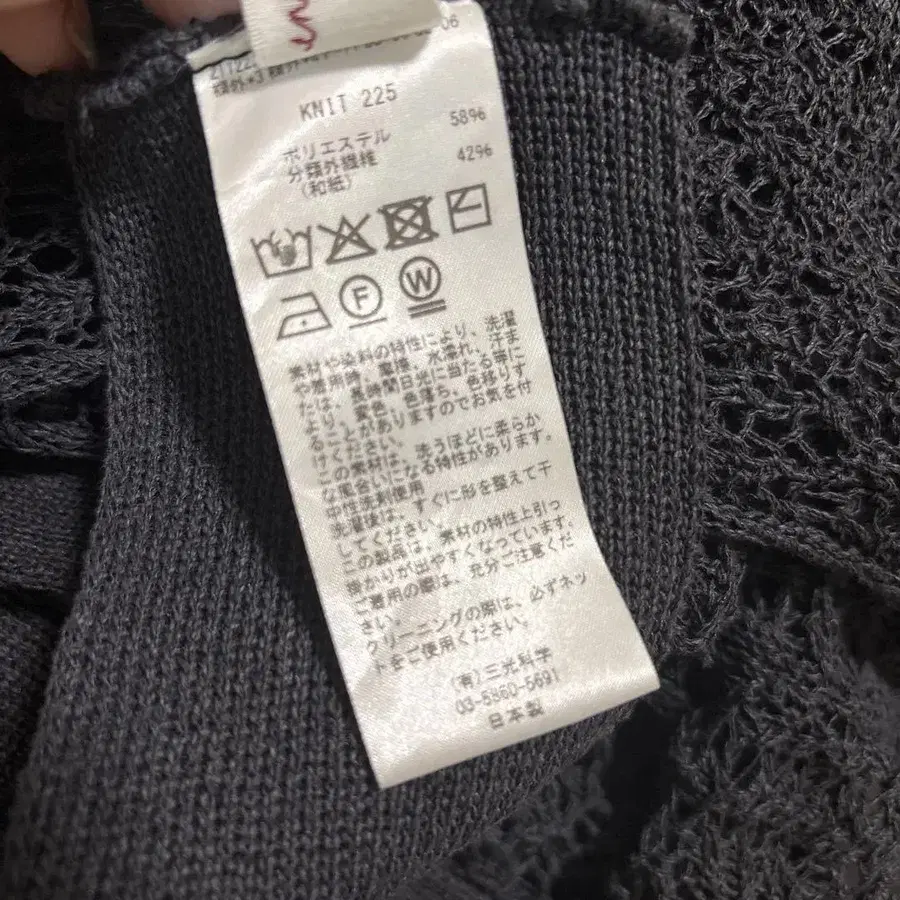 KNIT 225
ポリエステル 58%
分類外繊維 42%
(和紙)
F
W
素材や染料の特性により、洗濯
や着用時、電産、水濡れ、汗ま
たは、長時間日光に当たる等に
より、変色、色落ち、色移りす
ることがありますのでお気を付
けください。
この素材は、洗うほどに柔らか
な風合いになる特性があります。
中性洗剤使用
洗濯後は、すぐに形を整えて干
してください。
この製品は、素材の特性上引っ
掛かりが出やすくなっています。
ご着用の際は、充分ご注意くだ
さい。
クリーニングの際は、必ずネッ
トをご使用ください。
(有)三光科学
03-5860-5691
日本製